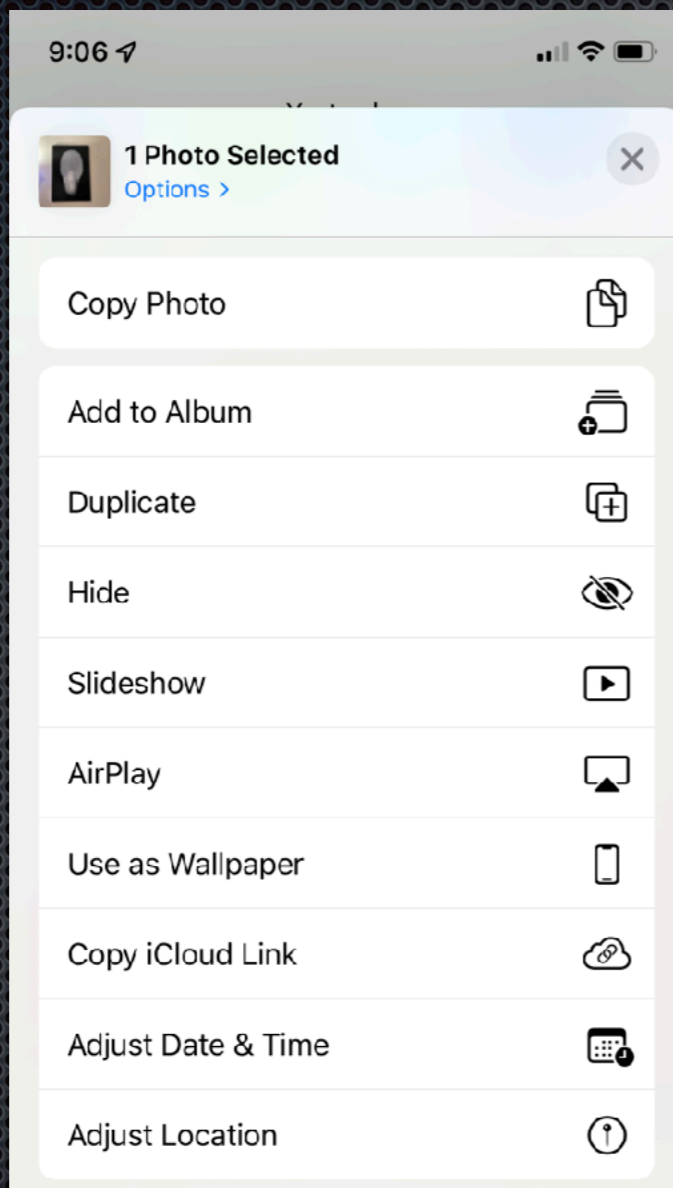 9:06
1 Photo Selected
Options >
Copy Photo
Add to Album
Duplicate
Hide
Slideshow
AirPlay
Use as Wallpaper
Copy iCloud Link
Adjust Date & Time
Adjust Location